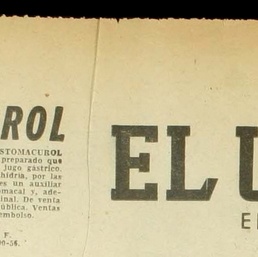 ROL
STOMACUROL
preparado que
jugo gastrico.
hidria, por las
es un auxiliar
macal y, ade-
inal. De venta
ública. Ventas
embolso.
F.
EL U
E